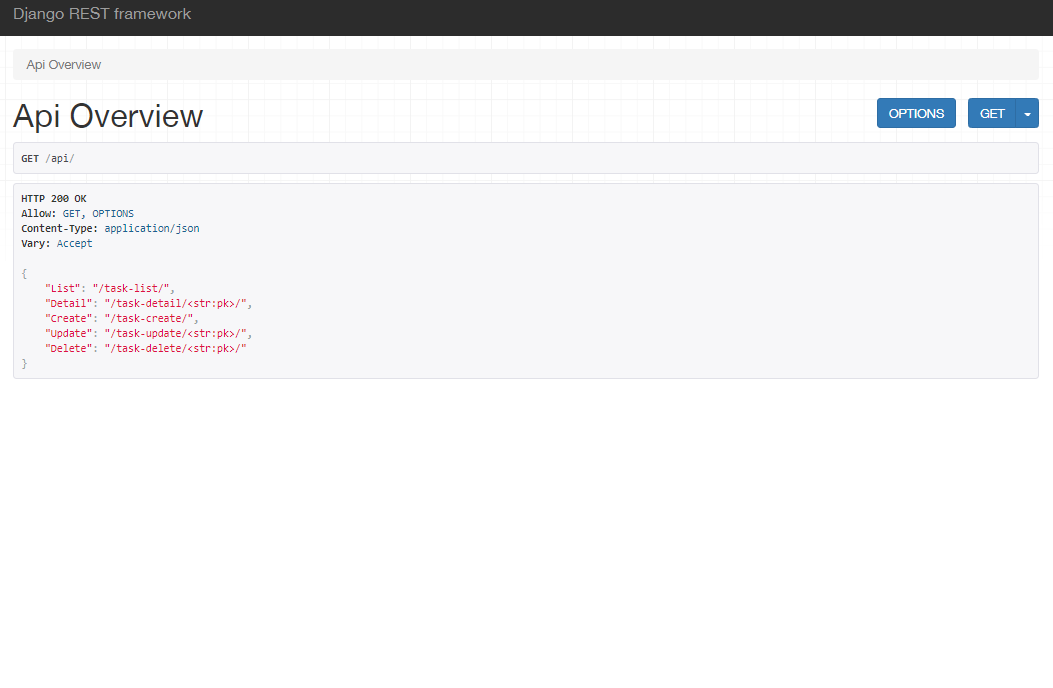 Django REST framework
Api Overview
Api Overview
OPTIONS
GET
GET /api/
HTTP 200 OK
Allow: GET, OPTIONS
Content-Type: application/json
Vary: Accept
{
    "List": "/task-list/",
    "Detail": "/task-detail/<str:pk>/",
    "Create": "/task-create/",
    "Update": "/task-update/<str:pk>/",
    "Delete": "/task-delete/<str:pk>/"
}